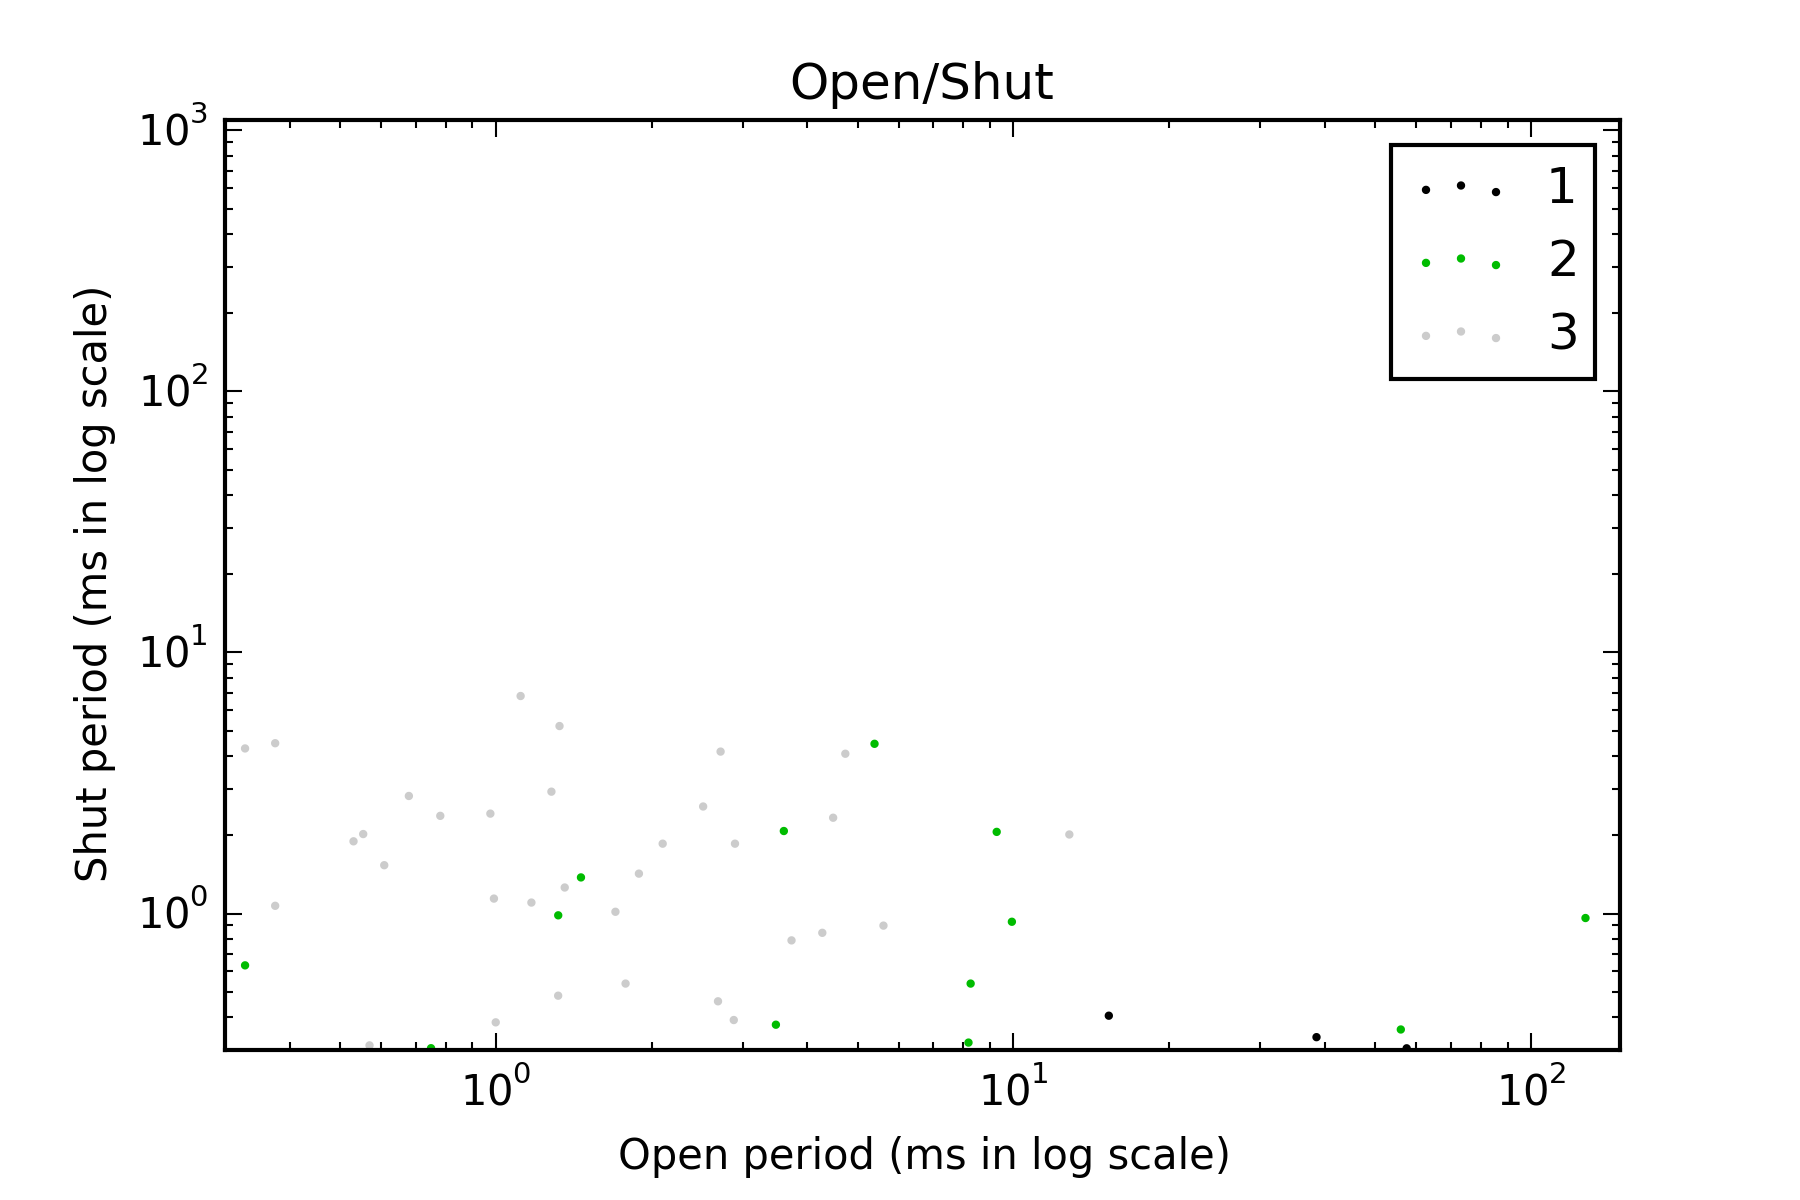 Open/Shut
10³
10²
10¹
10⁰
Shut period (ms in log scale)
1
2
3
10⁰ 10¹ 10²
Open period (ms in log scale)